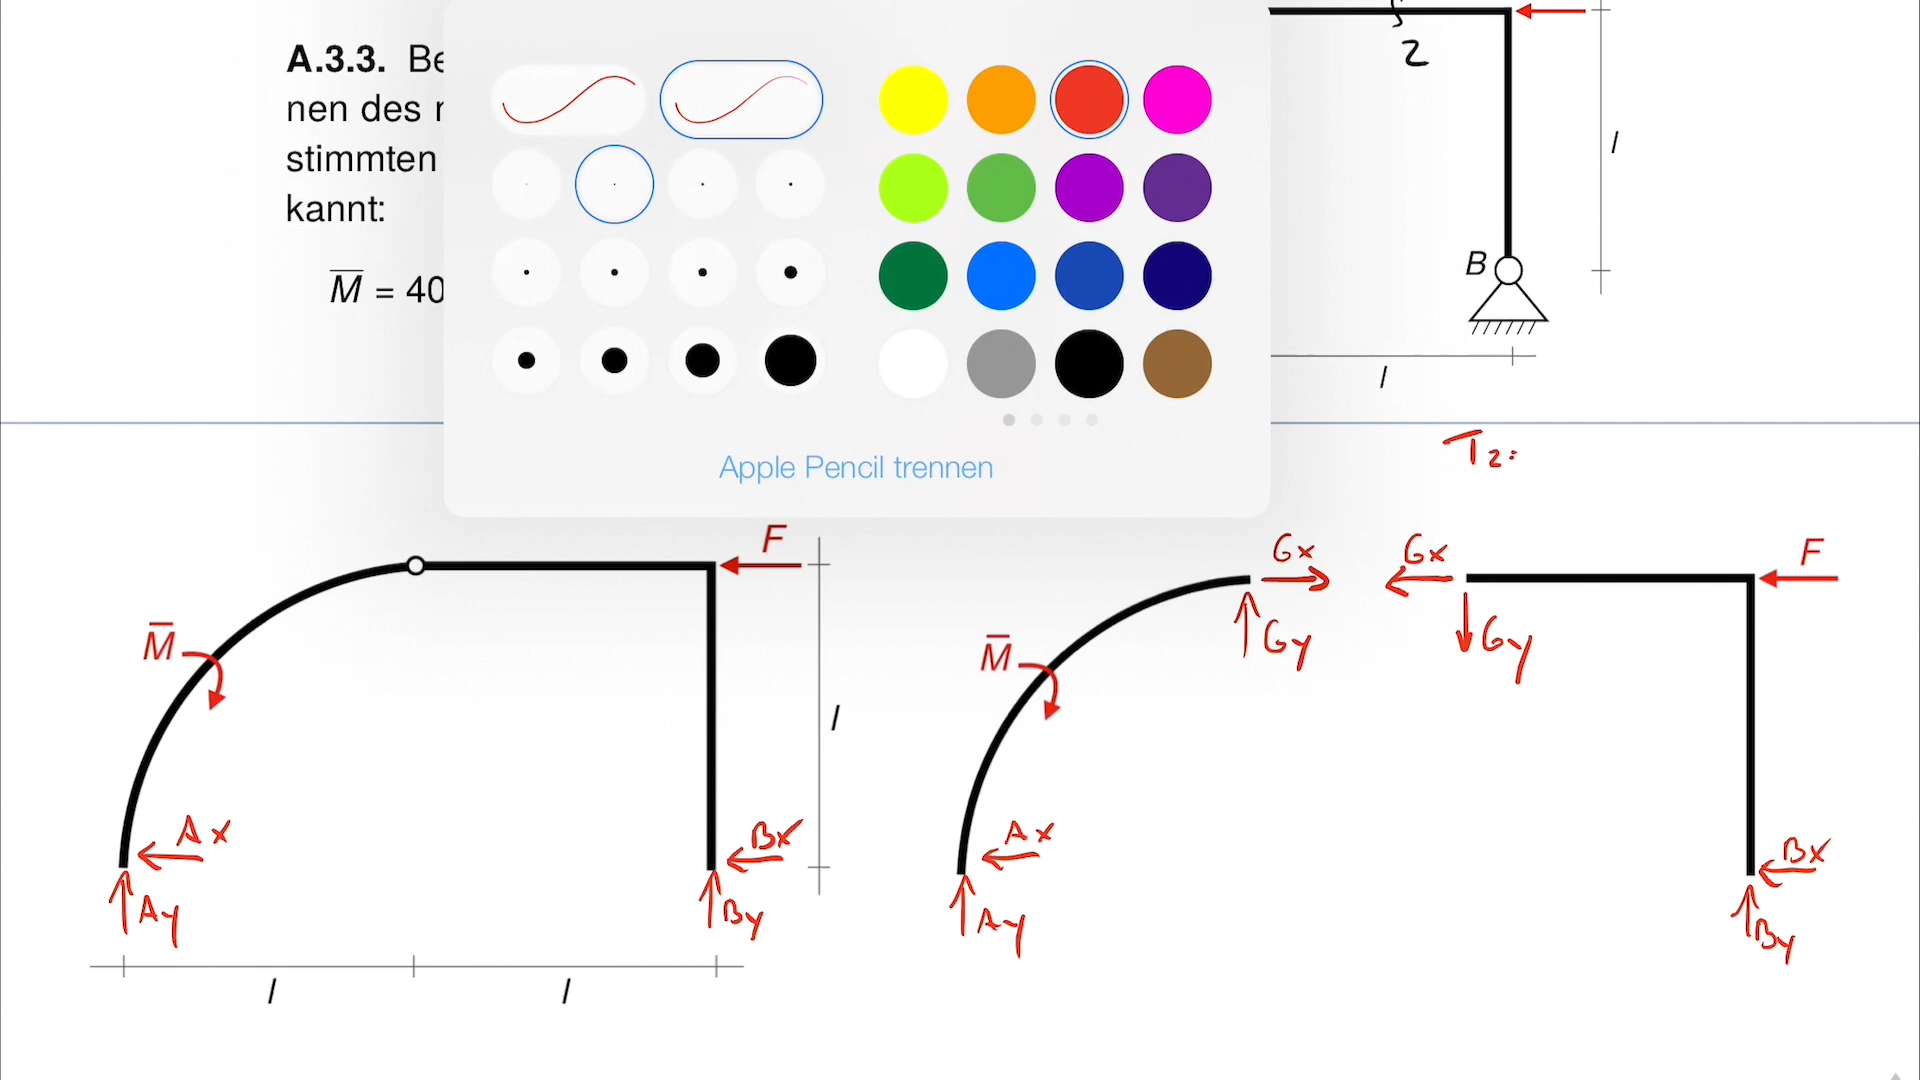 A.3.3. Be
nen des r
stimmten
kannt:
M̅ = 40
2
l
B
l
Apple Pencil trennen
T2:
F
Gx
Gx
F
M̅
Gy
Gy
M̅
l
Ax
Bx
Ax
Bx
Ay
By
Ay
By
l
l